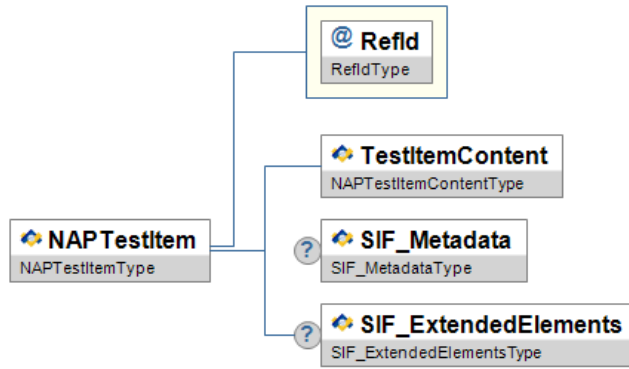 @ RefId
RefIdType
TestItemContent
NAPTestItemContentType
NAPTestItem
NAPTestItemType
? SIF_Metadata
SIF_MetadataType
? SIF_ExtendedElements
SIF_ExtendedElementsType